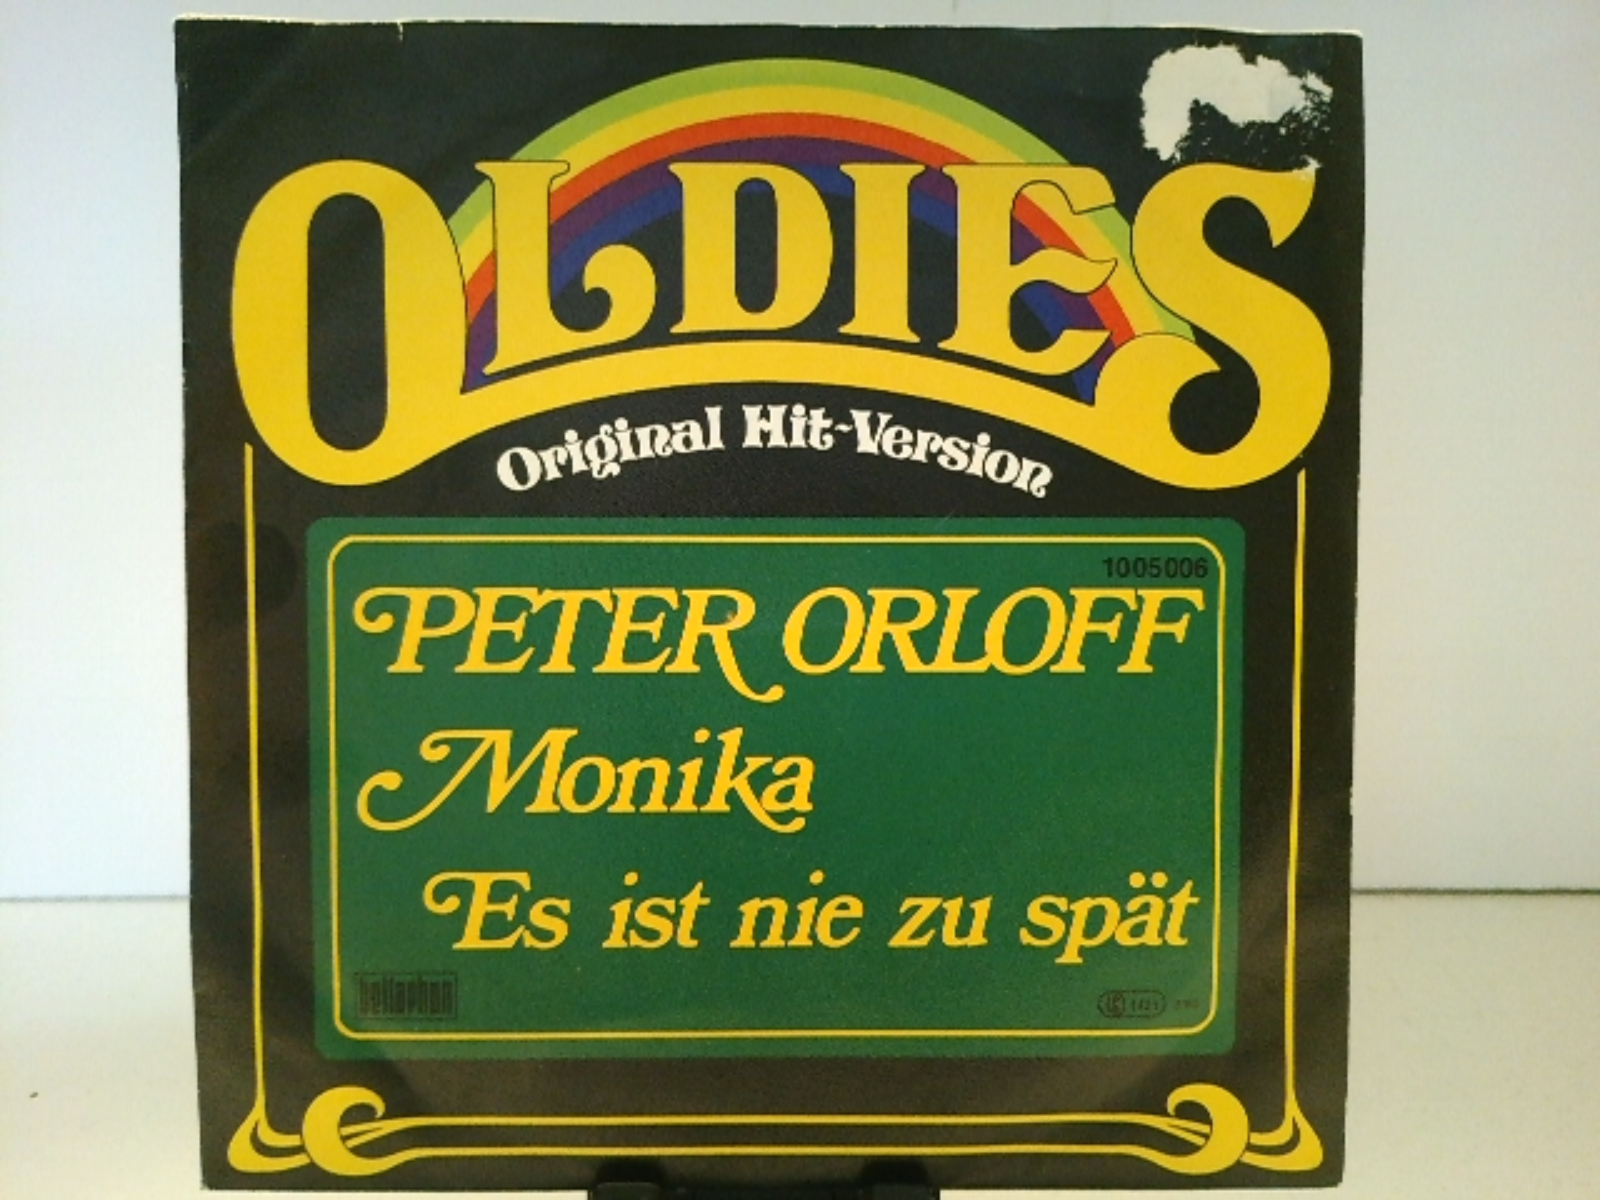 OLDIES
Original Hit-Version
1005006
PETER ORLOFF
Monika
Es ist nie zu spät
bellaphon